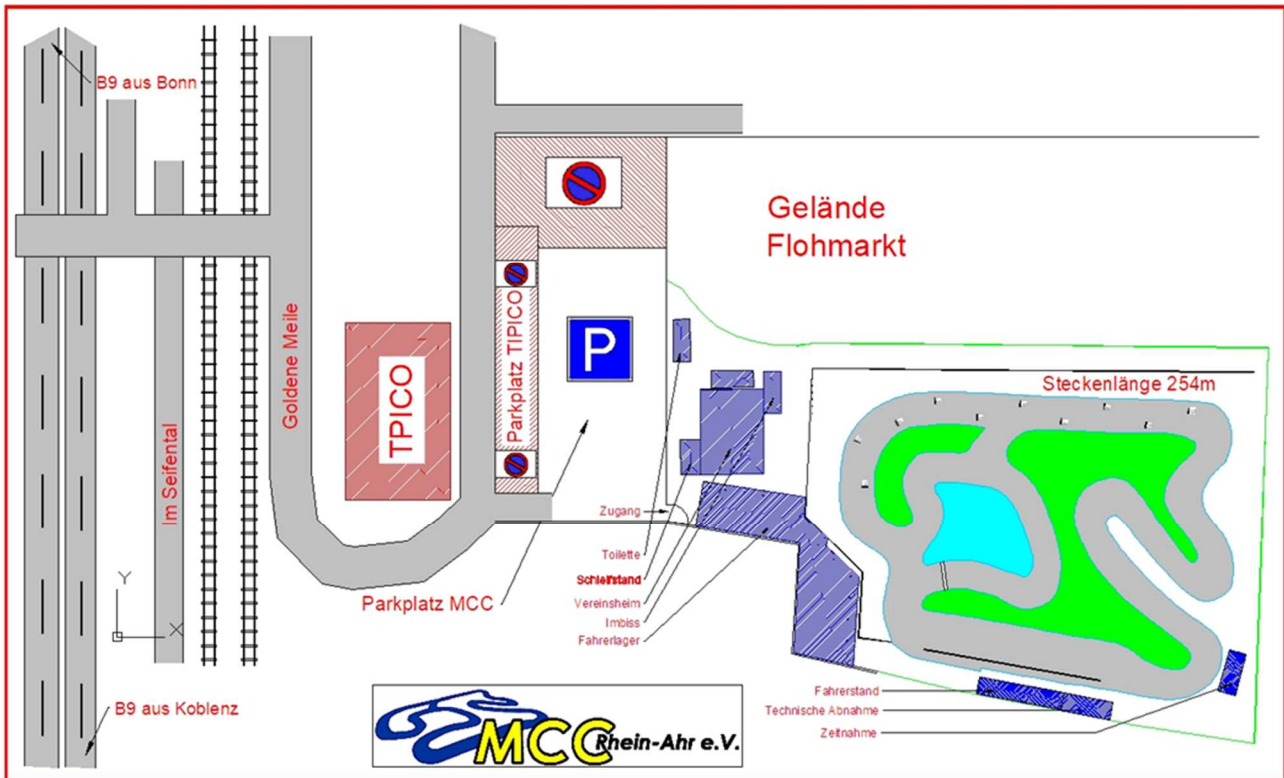 B9 aus Bonn
Gelände
Flohmarkt
Goldene Meile
Parkplatz TIPICO
P
TPICO
Steckenlänge 254m
Im Seifental
Zugang
Toilette
Schleifstand
Vereinsheim
Imbiss
Fahrerlager
Parkplatz MCC
Y
X
Fahrerstand
Technische Abnahme
Zeitnahme
B9 aus Koblenz
MCC Rhein-Ahr e.V.